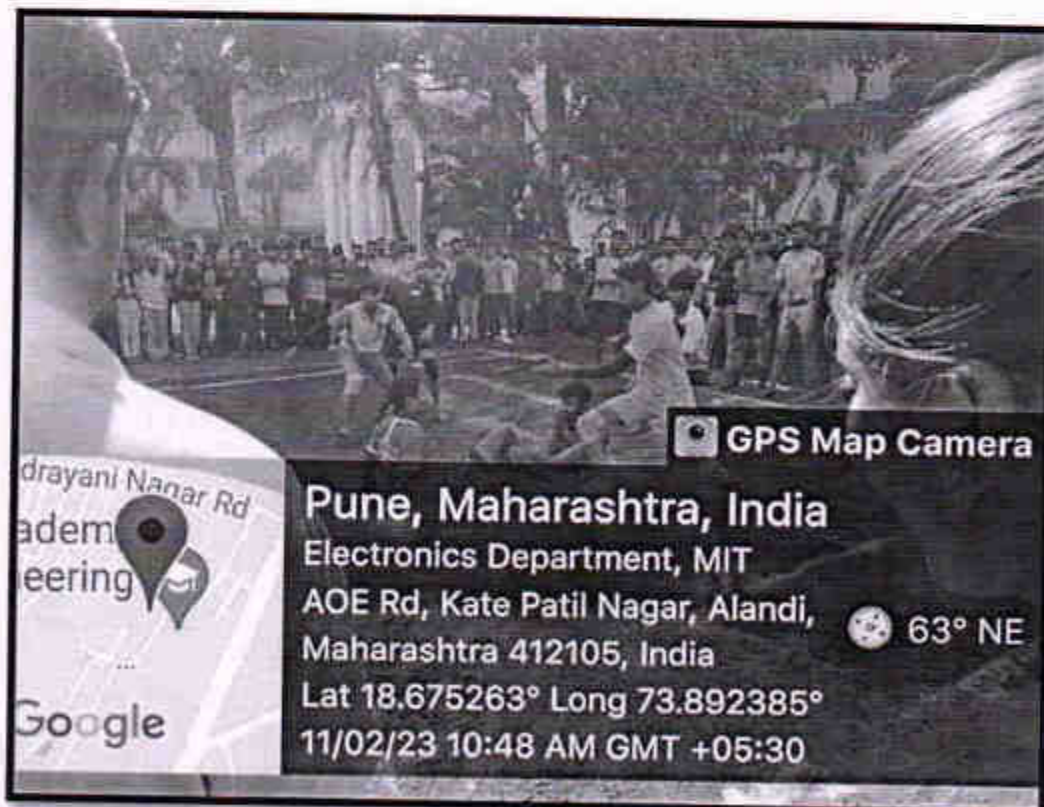 GPS Map Camera
drayani Nagar Rd
adem
eering
Google
Pune, Maharashtra, India
Electronics Department, MIT
AOE Rd, Kate Patil Nagar, Alandi,
Maharashtra 412105, India
Lat 18.675263° Long 73.892385°
11/02/23 10:48 AM GMT +05:30
63° NE